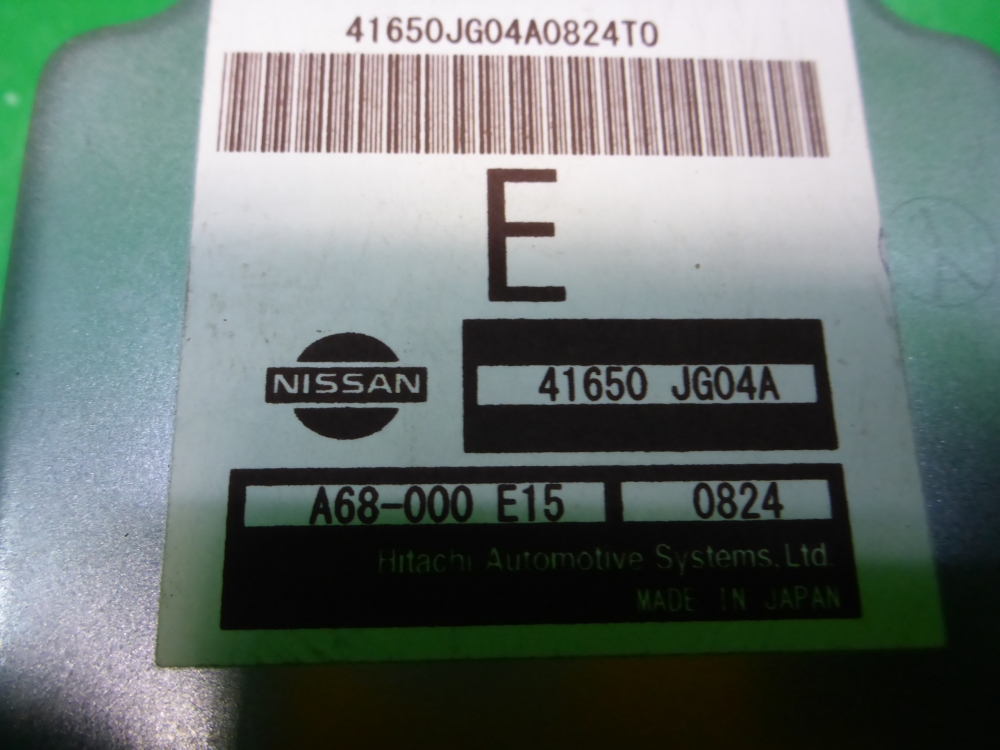 41650JG04A0824T0
E
NISSAN
41650 JG04A
A68-000 E15
0824
Hitachi Automotive Systems,Ltd.
MADE IN JAPAN